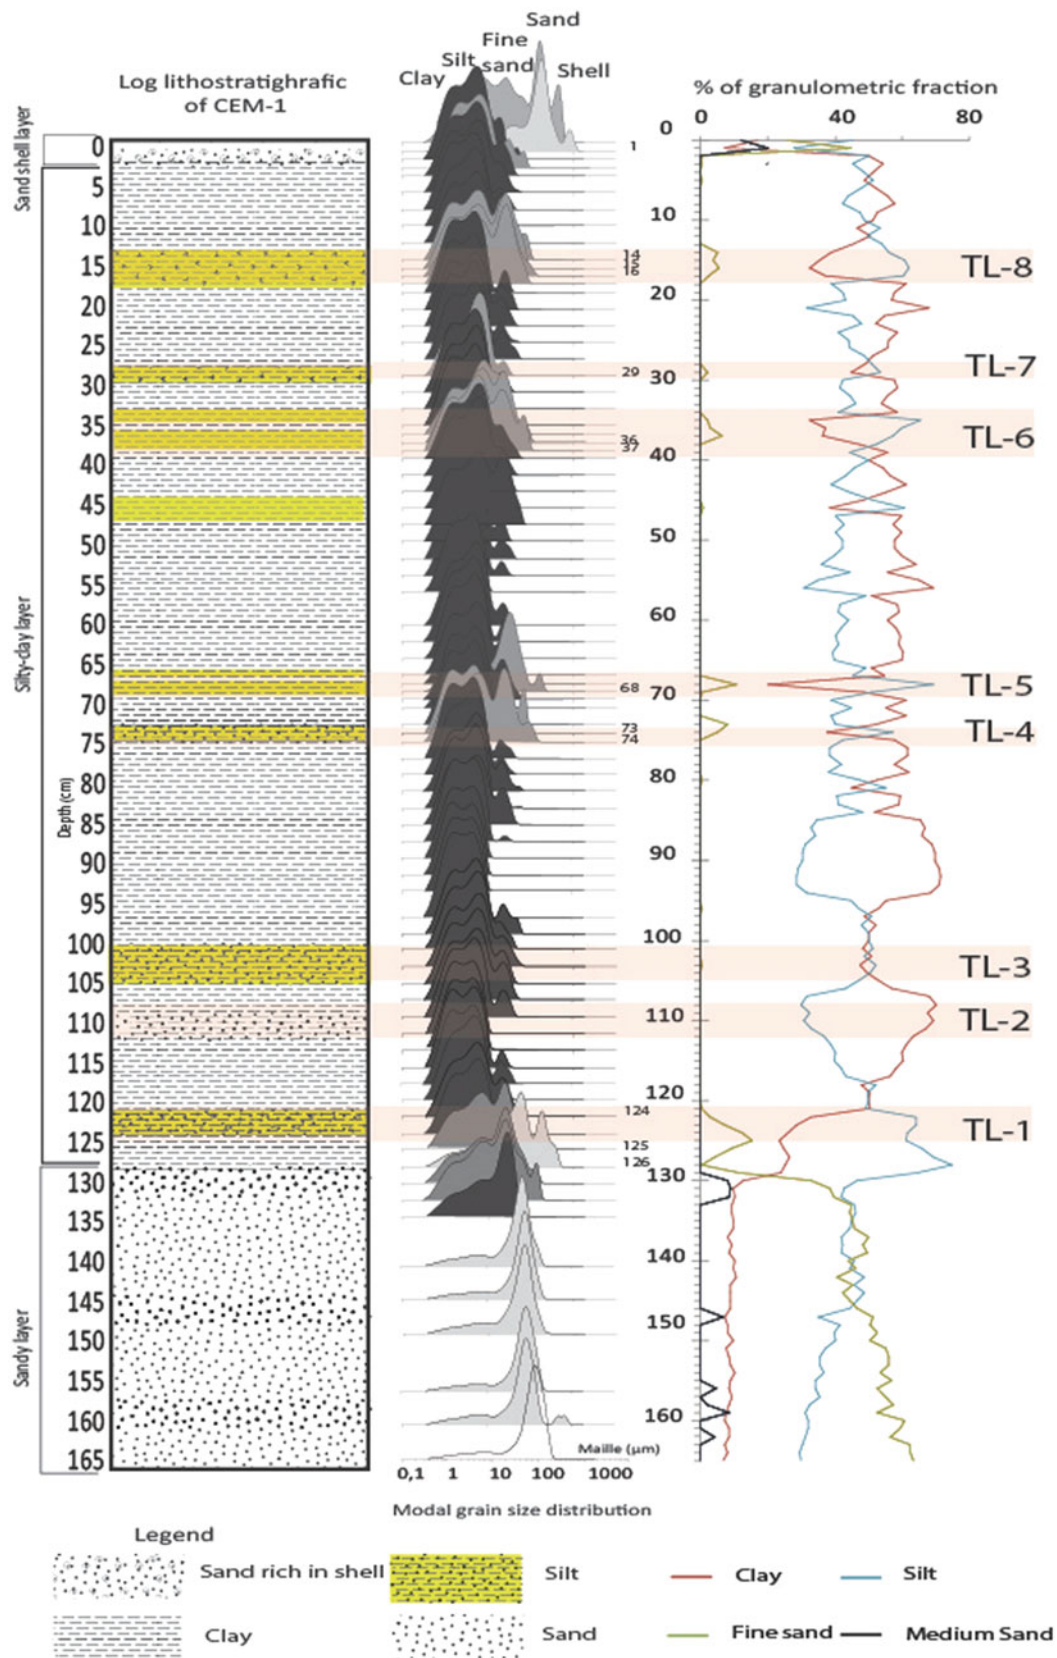 Log lithostratighrafic
of CEM-1
Clay
Silt
Fine
sand
Sand
Shell
% of granulometric fraction
0
40
80
Sand shell layer
Silty-clay layer
Sandy layer
Depth (cm)
0
5
10
15
20
25
30
35
40
45
50
55
60
65
70
75
80
85
90
95
100
105
110
115
120
125
130
135
140
145
150
155
160
165
1
14
15
16
29
36
37
68
73
74
124
125
126
Maille (µm)
0,1
1
10
100
1000
Modal grain size distribution
0
10
20
30
40
50
60
70
80
90
100
110
120
130
140
150
160
TL-8
TL-7
TL-6
TL-5
TL-4
TL-3
TL-2
TL-1
Legend
Sand rich in shell
Silt
Clay
Silt
Clay
Sand
Fine sand
Medium Sand